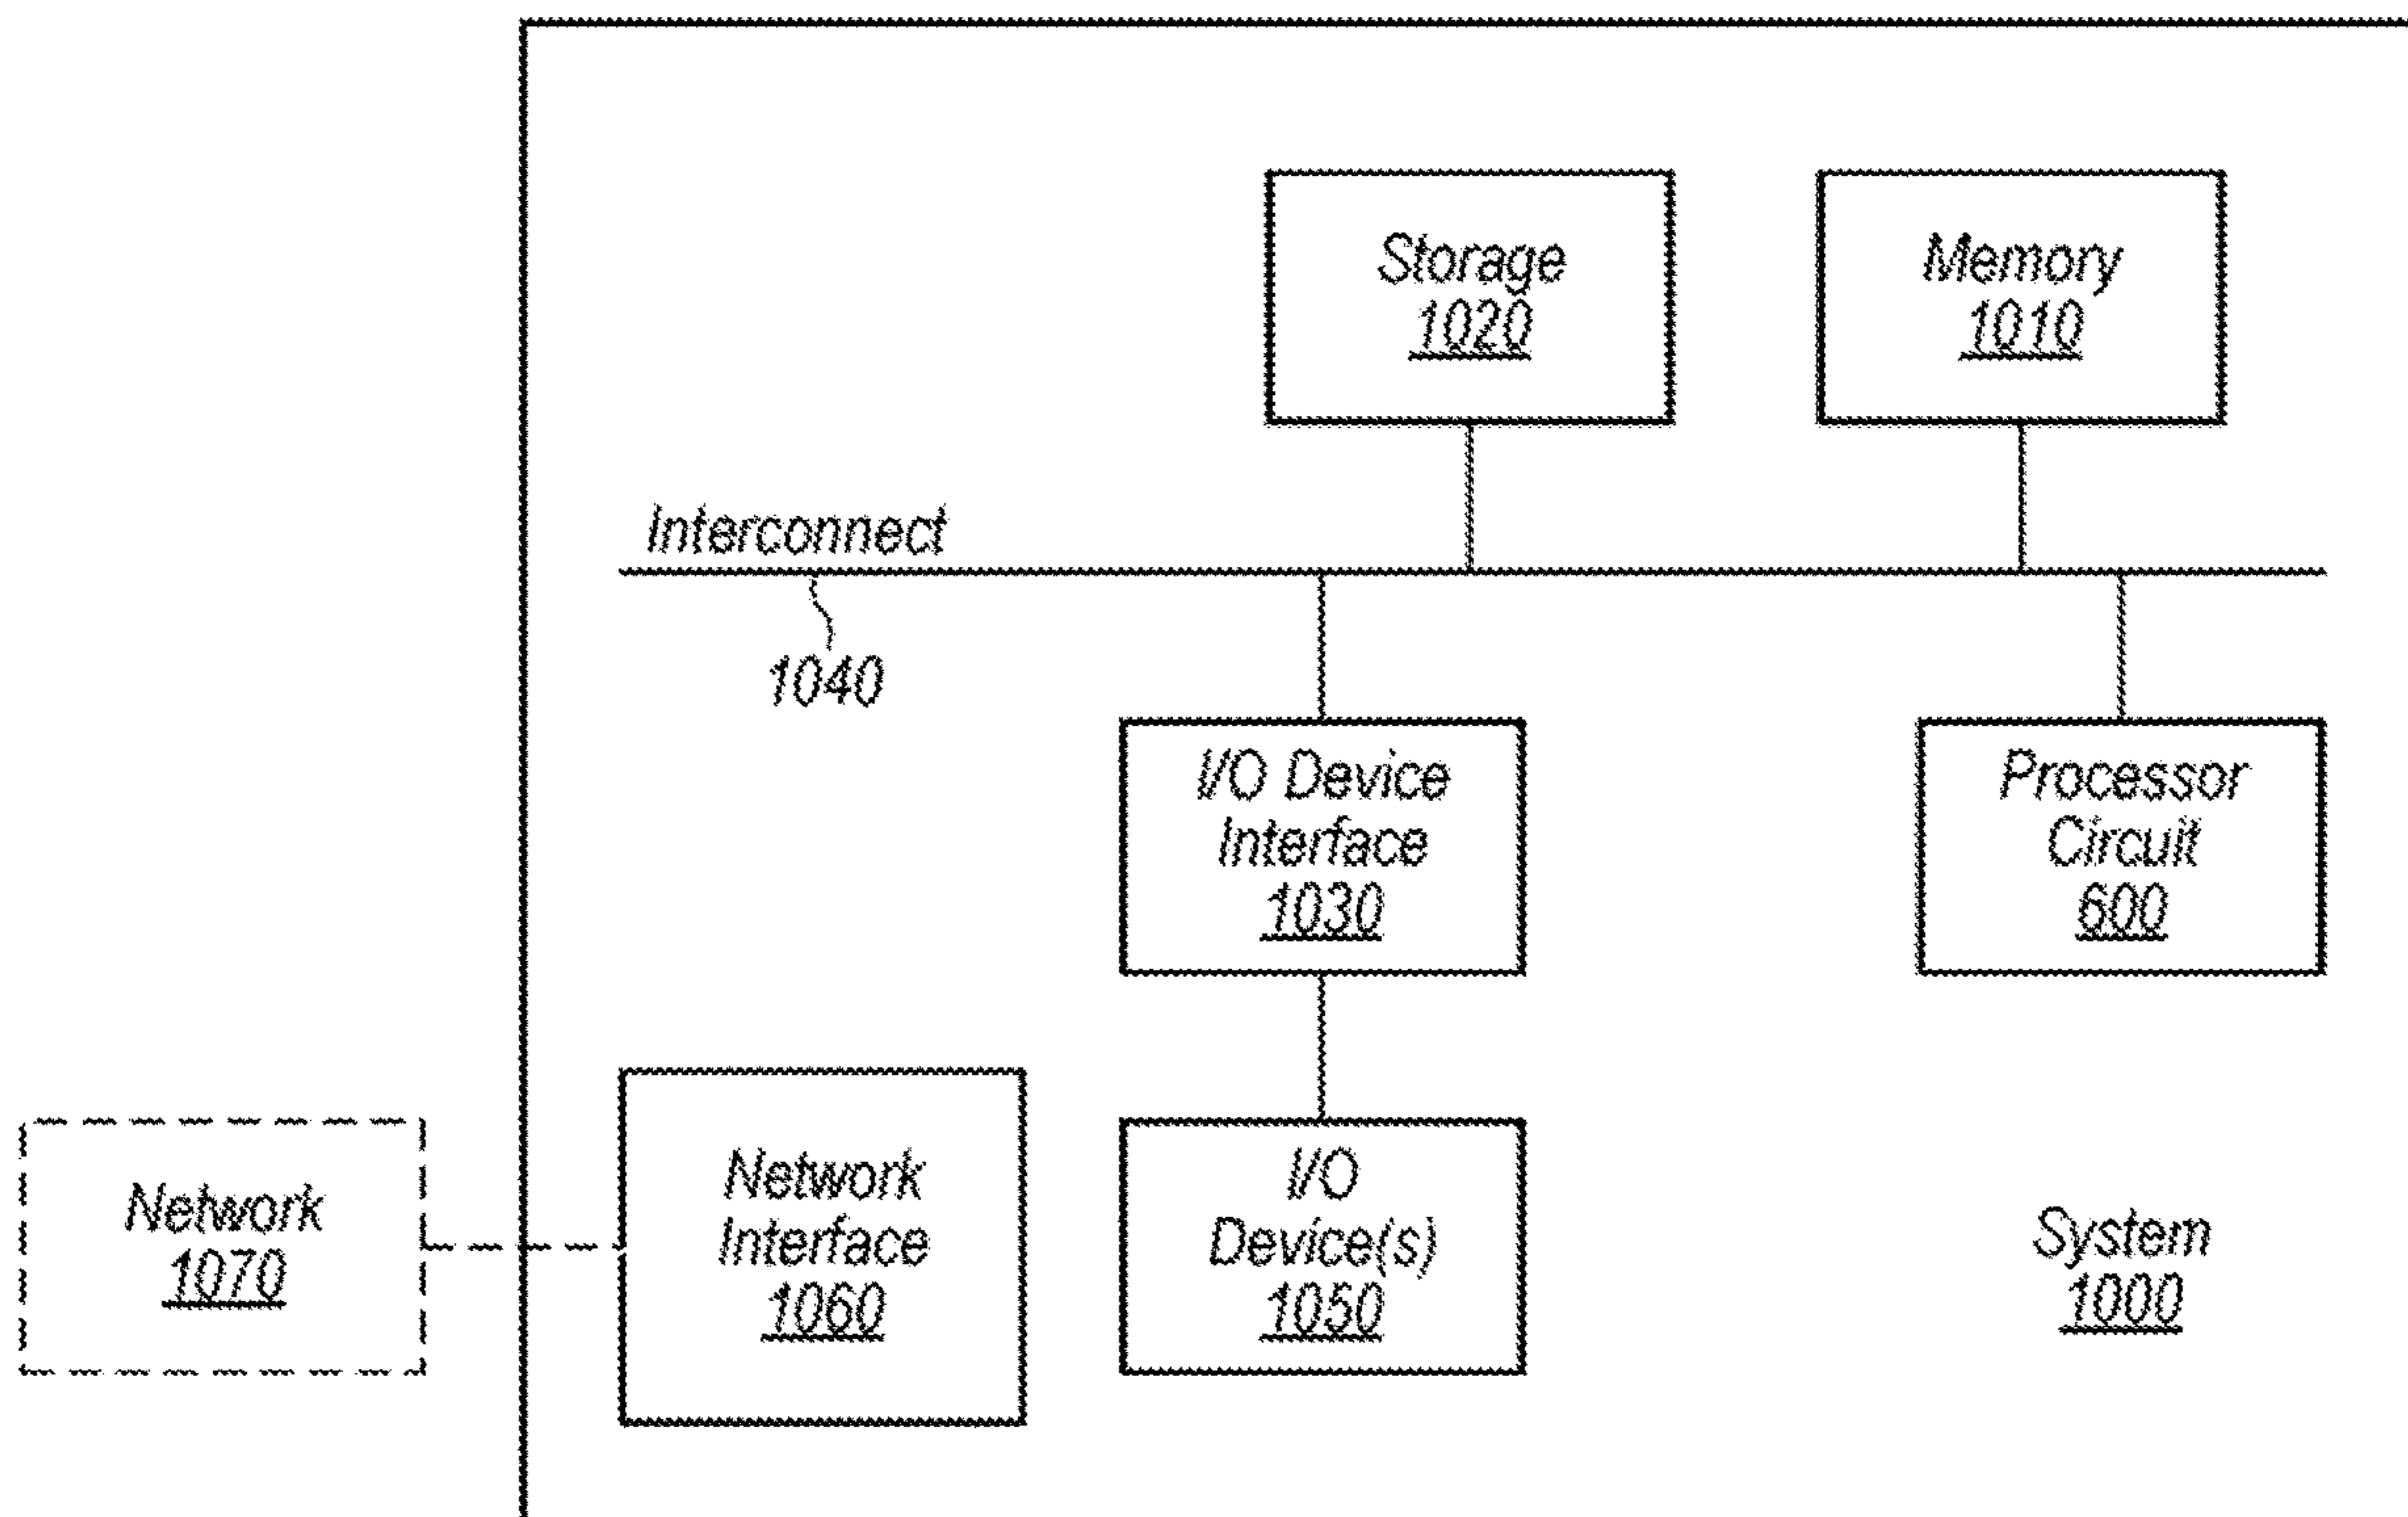 Storage
1020
Memory
1010
Interconnect
1040
I/O Device
Interface
1030
Processor
Circuit
600
Network
1070
Network
Interface
1060
I/O
Device(s)
1050
System
1000